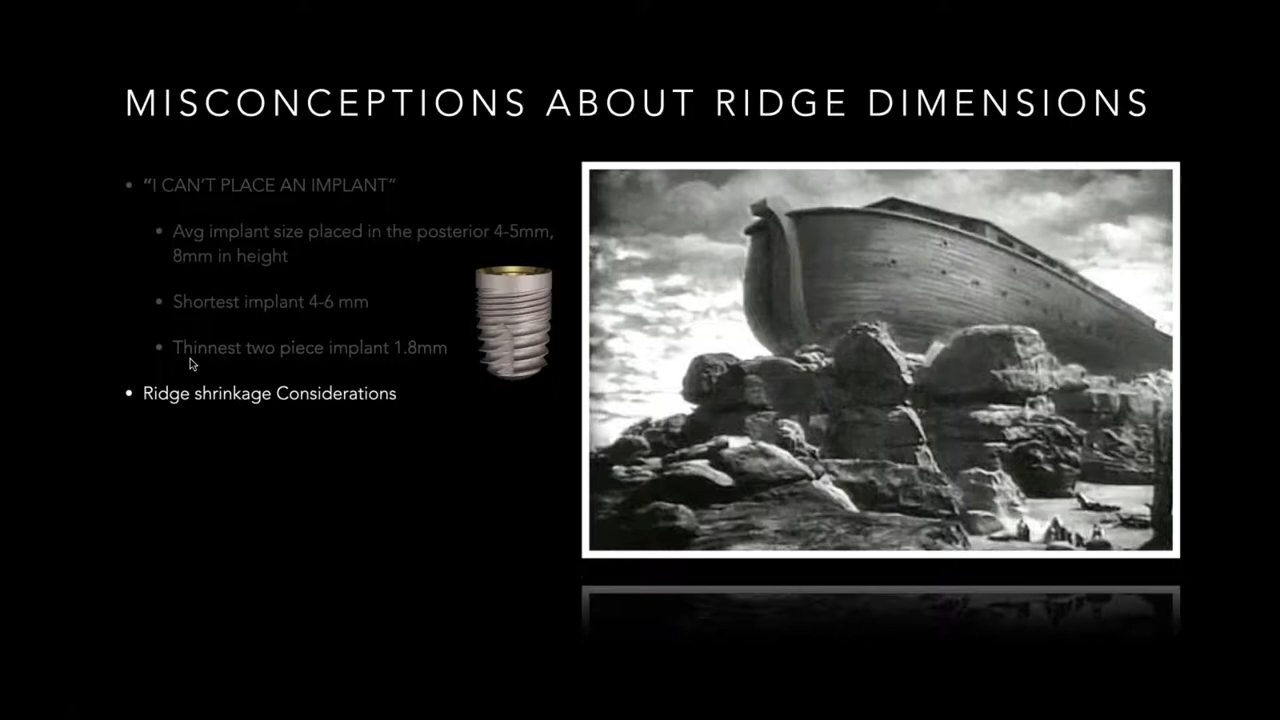 MISCONCEPTIONS ABOUT RIDGE DIMENSIONS
• "I CAN'T PLACE AN IMPLANT"
• Avg implant size placed in the posterior 4-5mm,
8mm in height
• Shortest implant 4-6 mm
• Thinnest two piece implant 1.8mm
• Ridge shrinkage Considerations